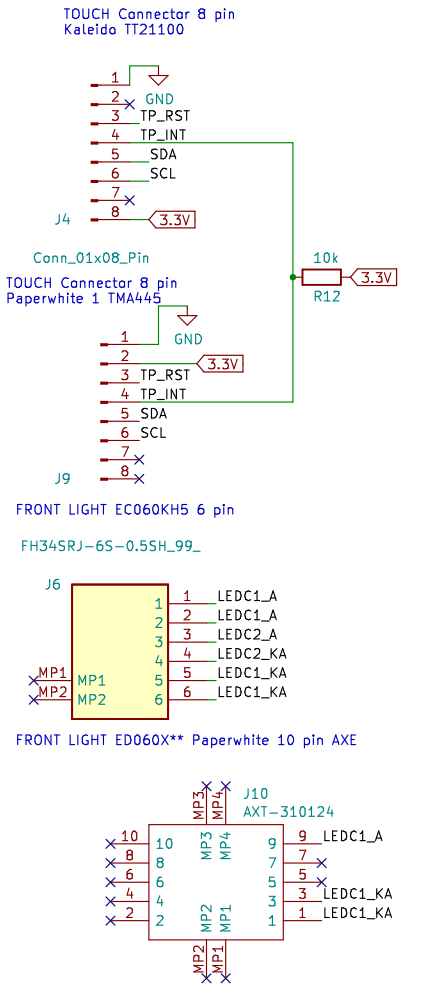 TOUCH Connector 8 pin
Kaleido TT21100
1
GND
2
3 TP_RST
4 TP_INT
5 SDA
6 SCL
7
8 3.3V
J4
Conn_01x08_Pin
10k
3.3V
R12
TOUCH Connector 8 pin
Paperwhite 1 TMA445
1
GND
2 3.3V
3 TP_RST
4 TP_INT
5 SDA
6 SCL
7
8
J9
FRONT LIGHT EC060KH5 6 pin
FH34SRJ-6S-0.5SH_99_
J6
1 1 LEDC1_A
2 2 LEDC1_A
3 3 LEDC2_A
4 4 LEDC2_KA
MP1 MP1 5 5 LEDC1_KA
MP2 MP2 6 6 LEDC1_KA
FRONT LIGHT ED060X** Paperwhite 10 pin AXE
J10
AXT-310124
MP3 MP4
MP3 MP4
10 10 9 9 LEDC1_A
8 8 7 7
6 6 5 5
4 4 3 3 LEDC1_KA
2 2 1 1 LEDC1_KA
MP2 MP1
MP2 MP1